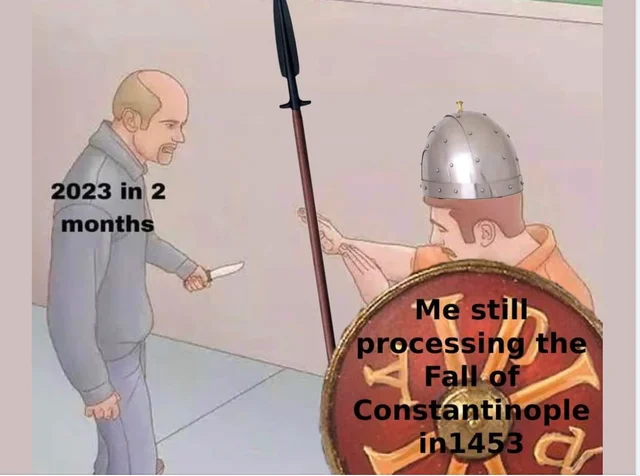 2023 in 2
months
Me still
processing the
Fall of
Constantinople
in1453